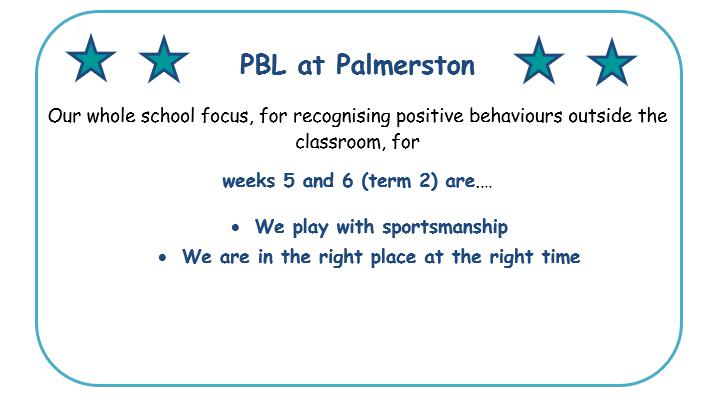 PBL at Palmerston
Our whole school focus, for recognising positive behaviours outside the
classroom, for
weeks 5 and 6 (term 2) are….
• We play with sportsmanship
• We are in the right place at the right time